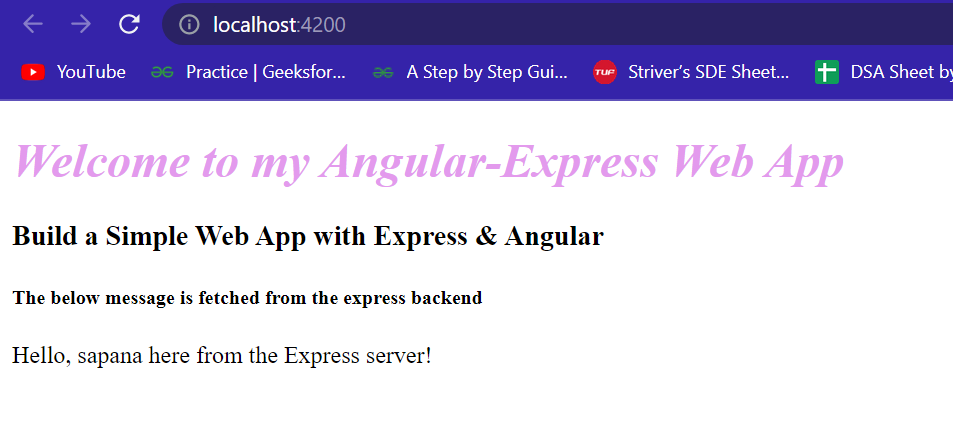 localhost:4200
YouTube Practice | Geeksfor... A Step by Step Gui... TUF Striver's SDE Sheet... DSA Sheet by
Welcome to my Angular-Express Web App
Build a Simple Web App with Express & Angular
The below message is fetched from the express backend
Hello, sapana here from the Express server!